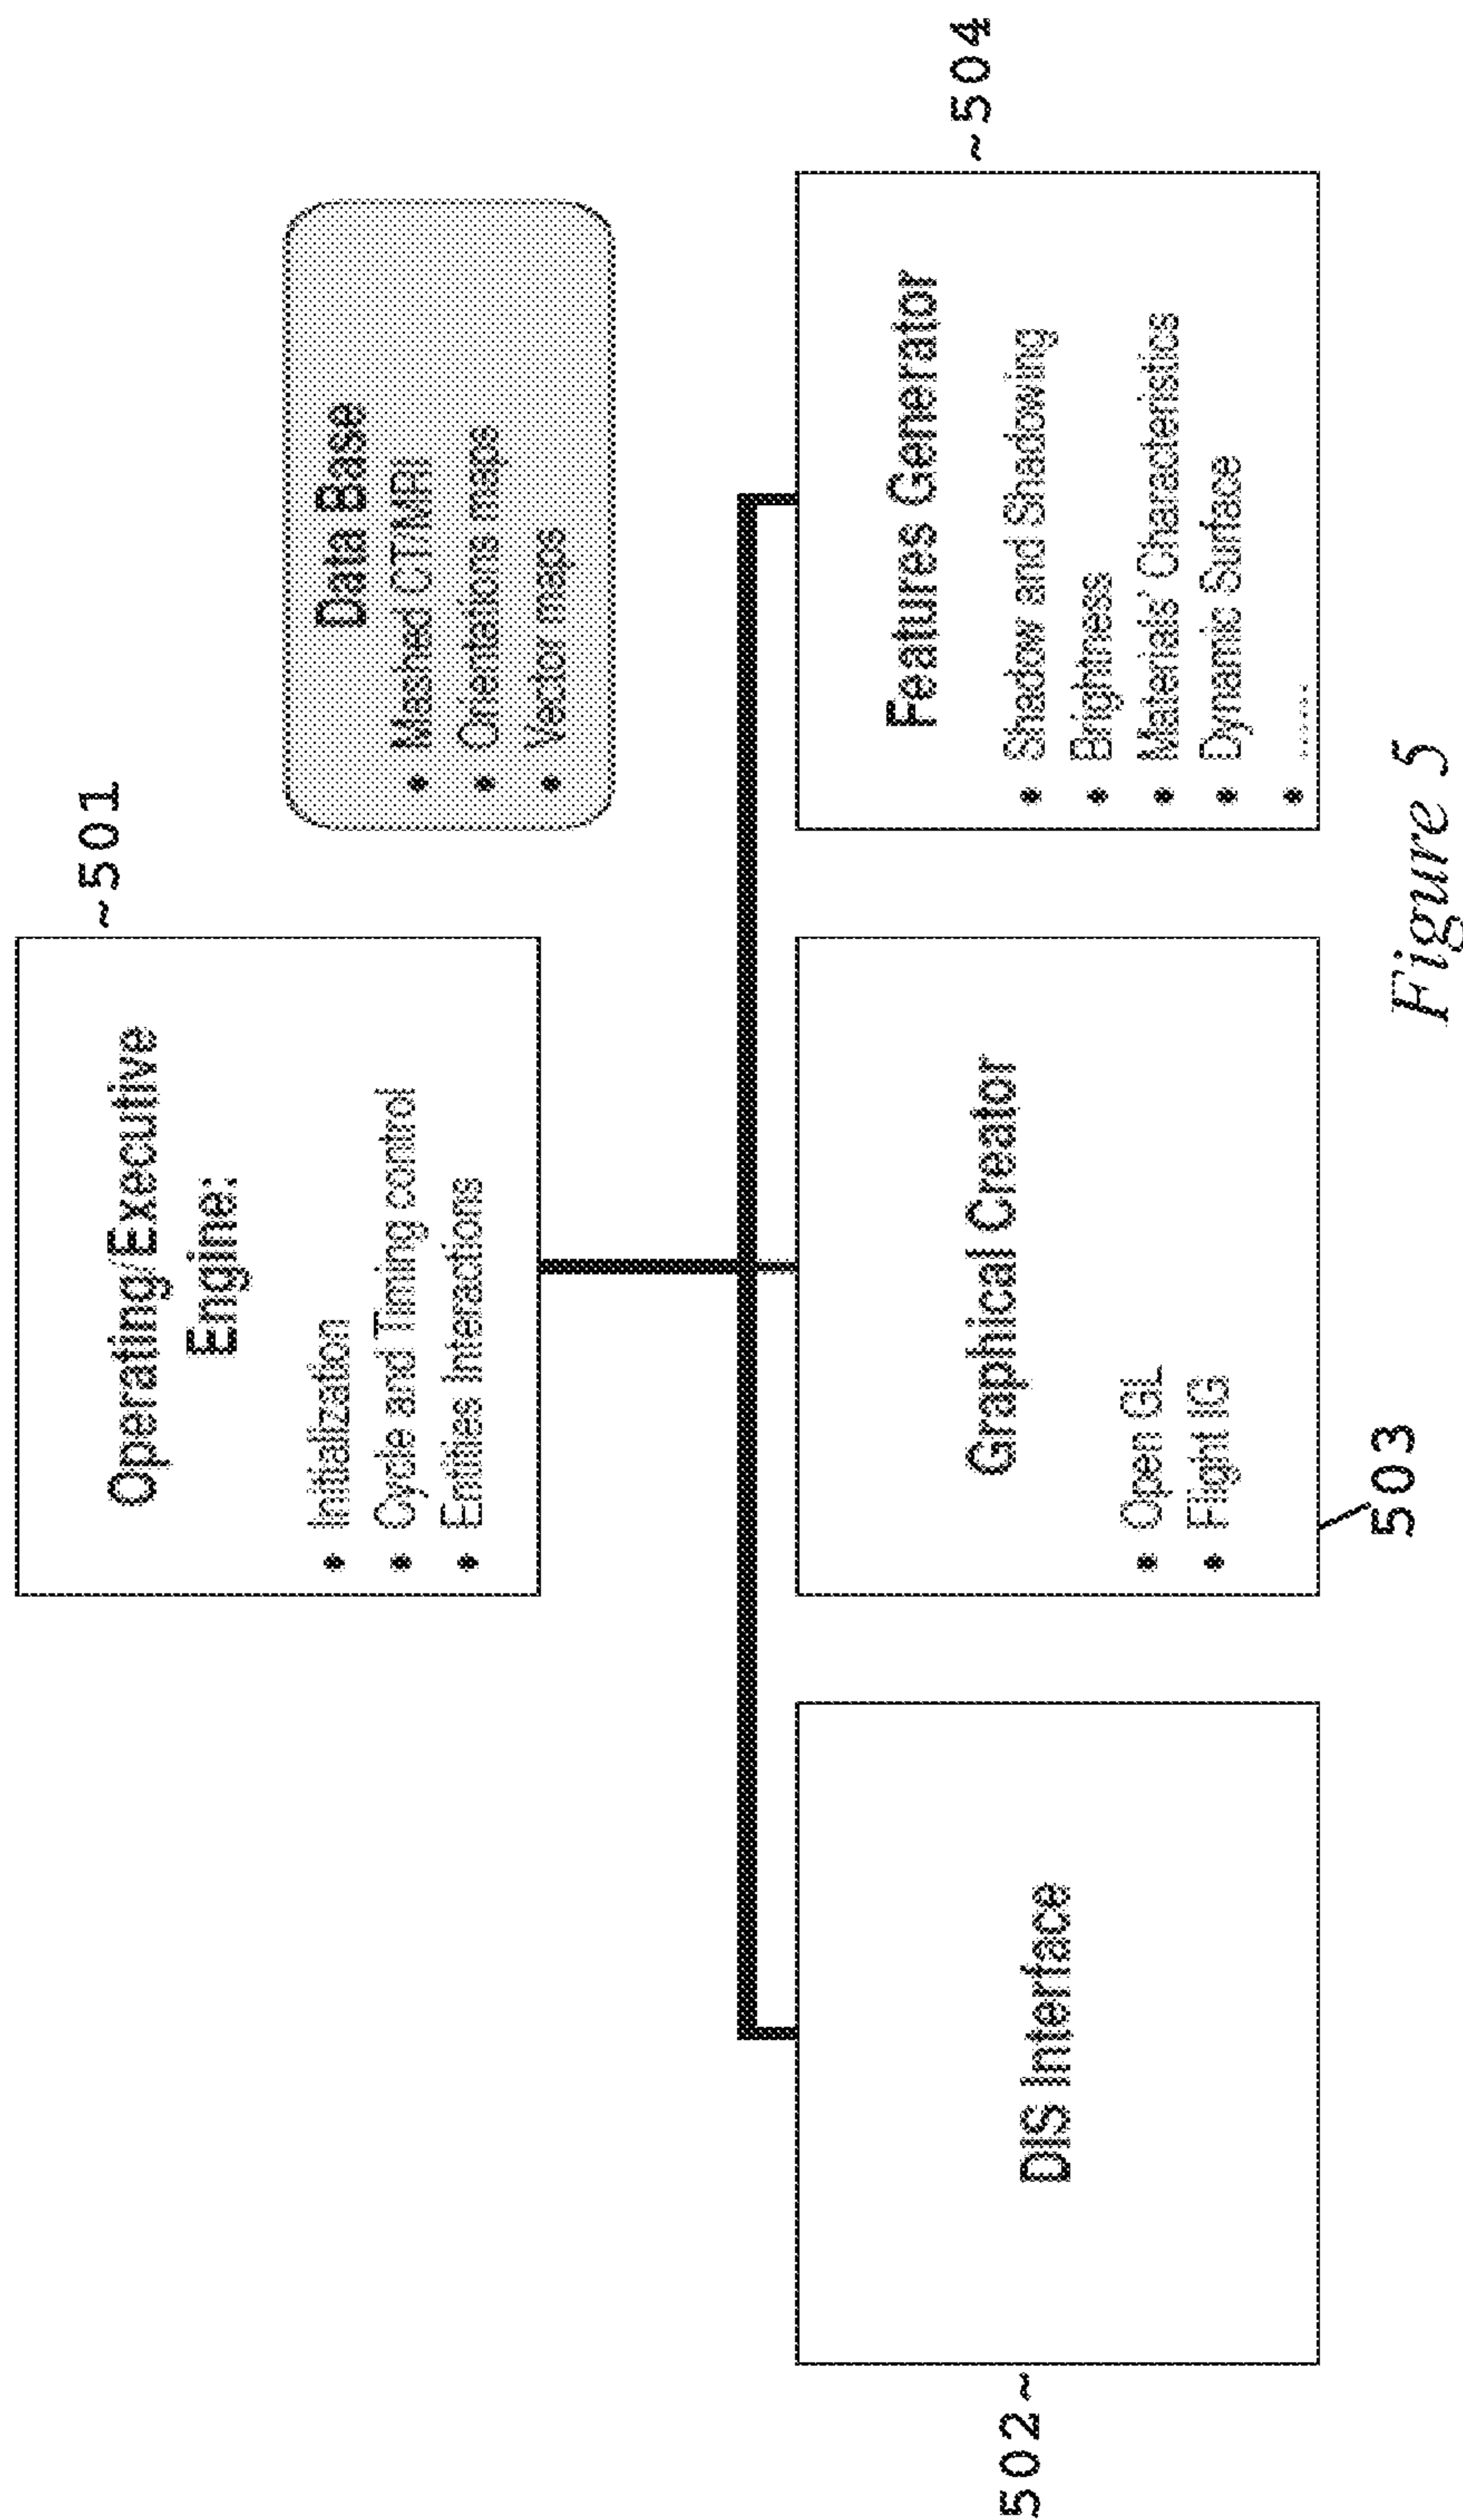 ~501
Operating/Executive
Engine:
• Initialization
• Cycle and Timing control
• Entities Interactions
Data Base
• Mashed CT/MRI
• Orientations maps
• Vector maps
502~
DIS Interface
Graphical Creator
• Open GL
• Flight IG
503
Features Generator
• Shadow and Shadowing
• Brightness
• Materials' Characteristics
• Dynamic Surface
• ......
~504
Figure 5